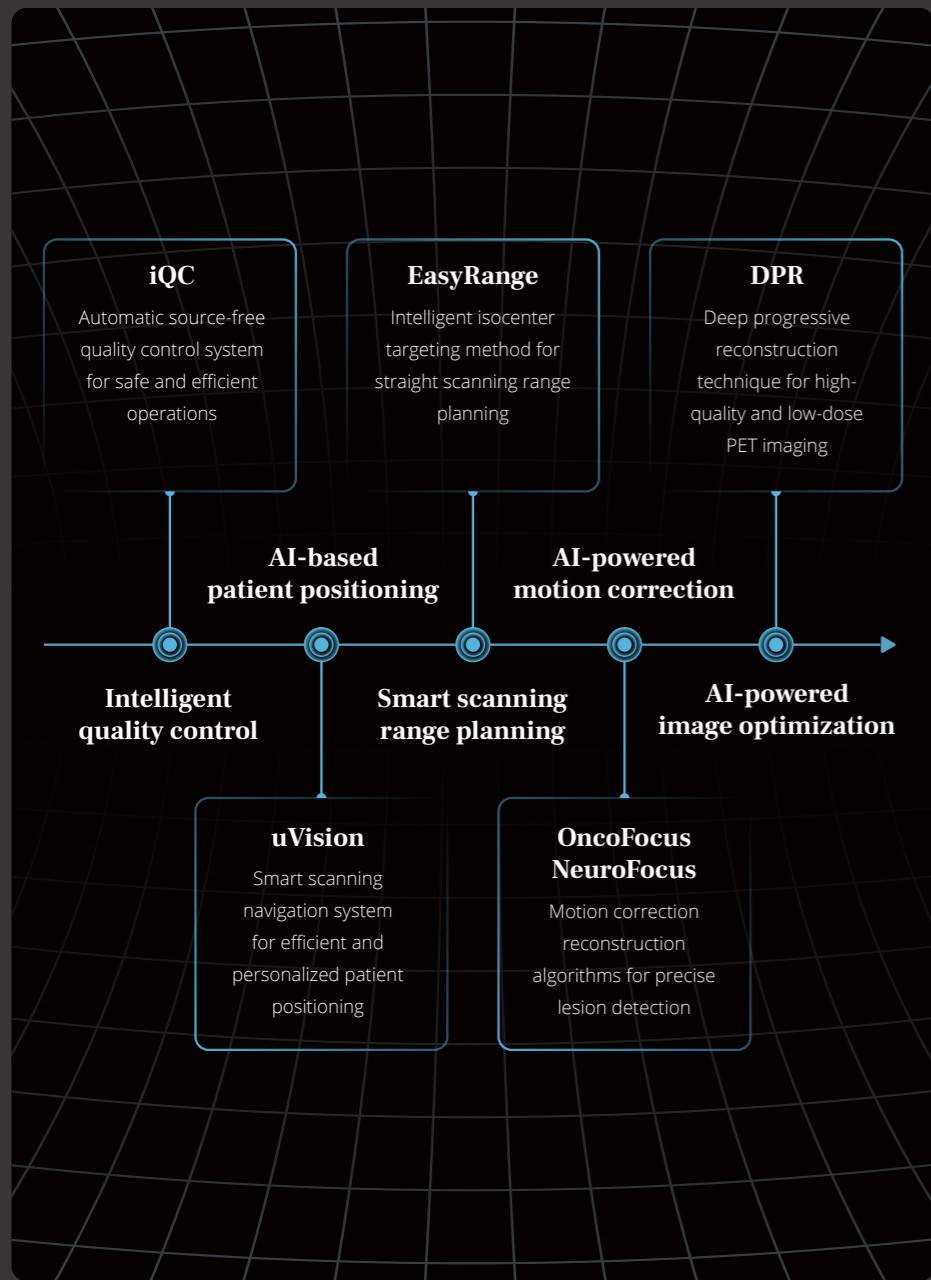 iQC
Automatic source-free
quality control system
for safe and efficient
operations
EasyRange
Intelligent isocenter
targeting method for
straight scanning range
planning
DPR
Deep progressive
reconstruction
technique for high-
quality and low-dose
PET imaging
AI-based
patient positioning
AI-powered
motion correction
Intelligent
quality control
Smart scanning
range planning
AI-powered
image optimization
uVision
Smart scanning
navigation system
for efficient and
personalized patient
positioning
OncoFocus
NeuroFocus
Motion correction
reconstruction
algorithms for precise
lesion detection